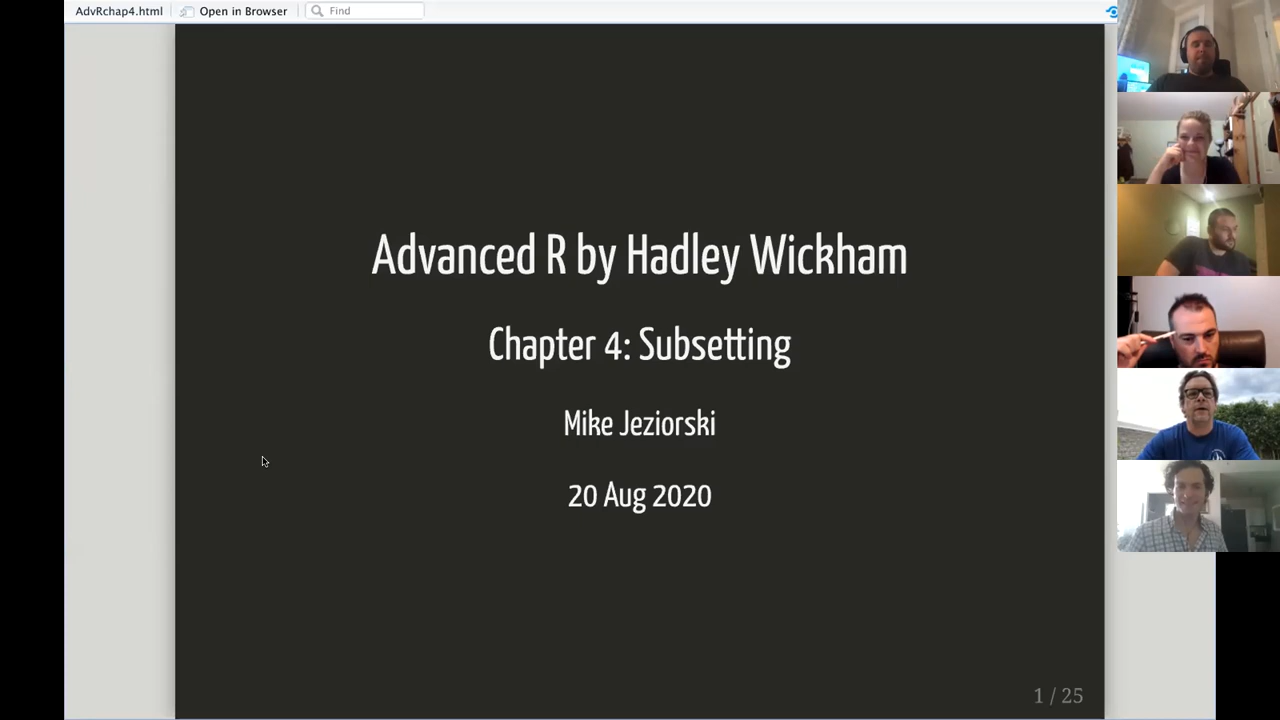 AdvRchap4.html
Open in Browser
Find
Advanced R by Hadley Wickham
Chapter 4: Subsetting
Mike Jeziorski
20 Aug 2020
1 / 25